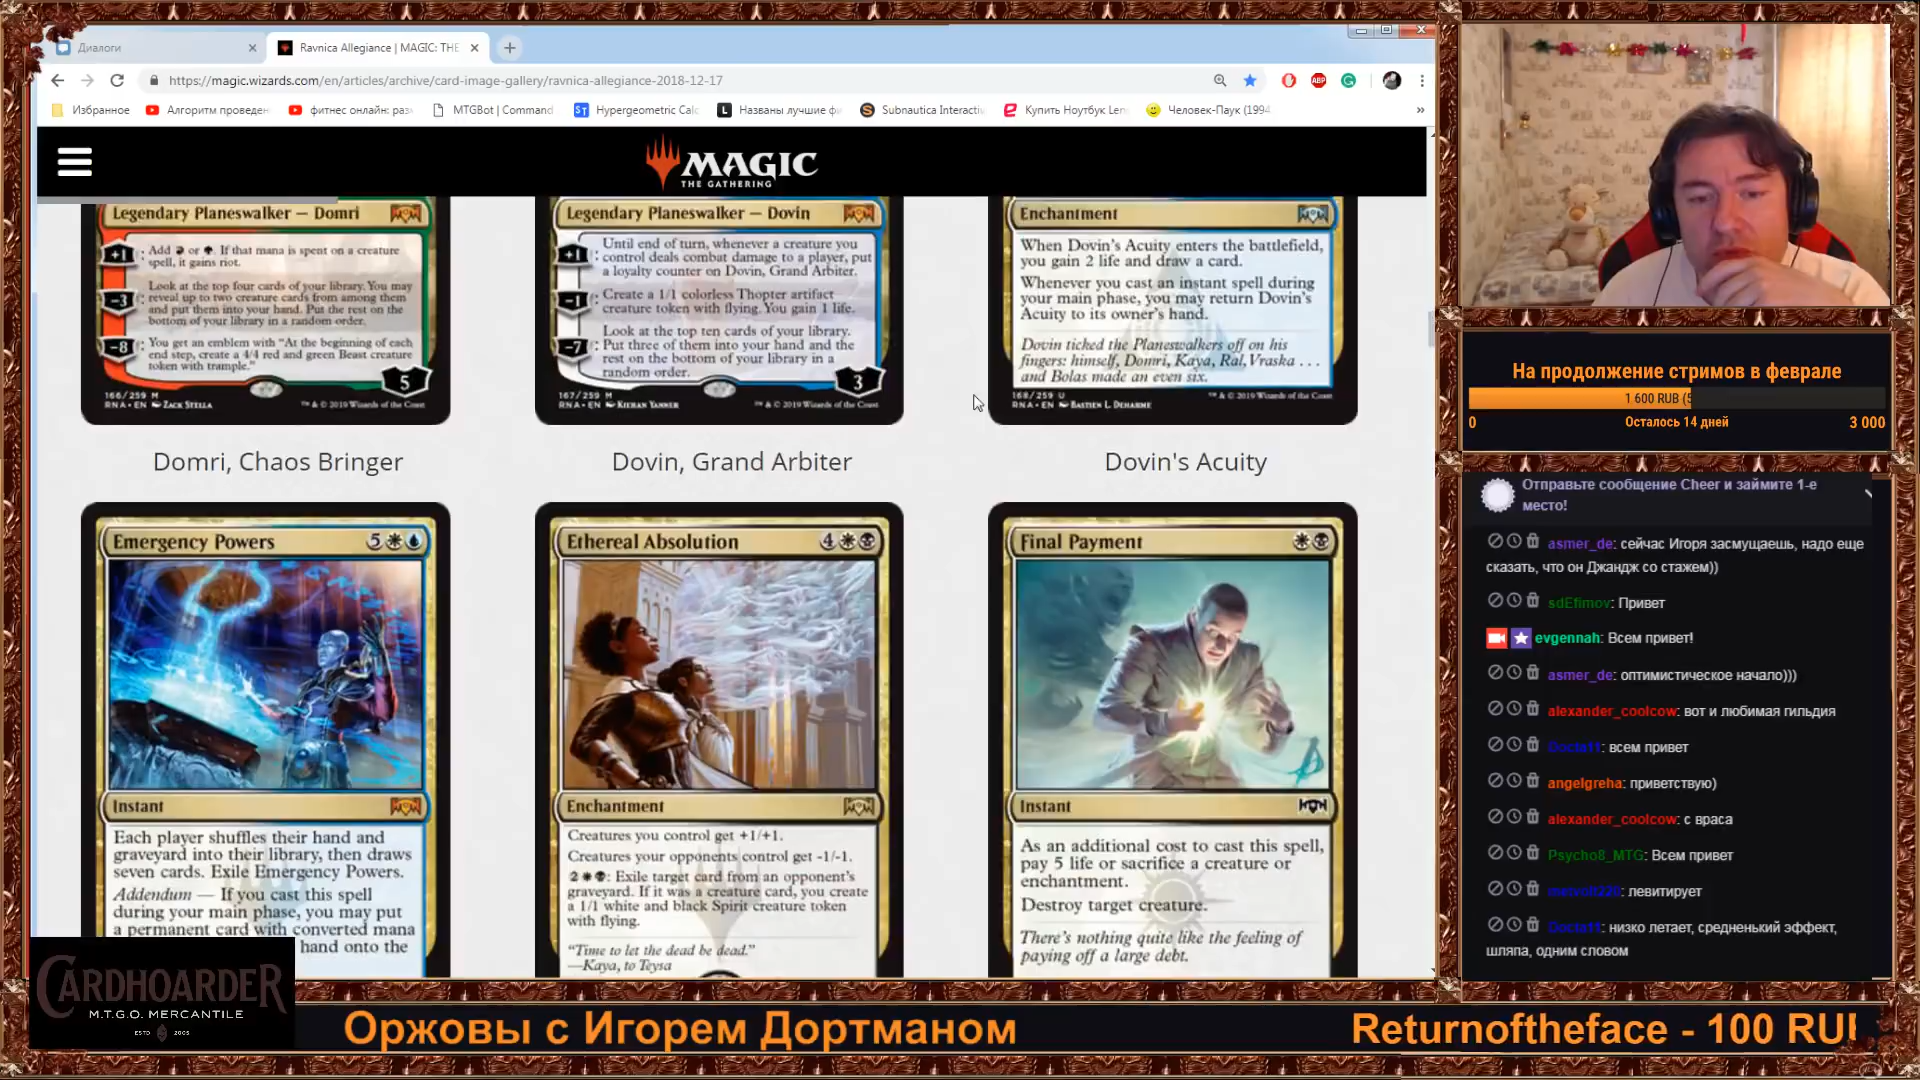 Диалоги
Ravnica Allegiance | MAGIC: THE
https://magic.wizards.com/en/articles/archive/card-image-gallery/ravnica-allegiance-2018-12-17
Избранное
Алгоритм проведен
фитнес онлайн: раз
MTGBot | Command
Hypergeometric Calc
Названы лучшие фи
Subnautica Interactiv
Купить Ноутбук Len
Человек-Паук (1994
MAGIC
THE GATHERING
Legendary Planeswalker — Domri
+1: Add or . If that mana is spent on a creature
spell, it gains riot.
-3: Look at the top four cards of your library. You may
reveal up to two creature cards from among them
and put them into your hand. Put the rest on the
bottom of your library in a random order.
-8: You get an emblem with "At the beginning of each
end step, create a 4/4 red and green Beast creature
token with trample."
5
166/259 M
RNA • EN ZACK STELLA
™ & © 2019 Wizards of the Coast
Legendary Planeswalker — Dovin
+1: Until end of turn, whenever a creature you
control deals combat damage to a player, put
a loyalty counter on Dovin, Grand Arbiter.
-1: Create a 1/1 colorless Thopter artifact
creature token with flying. You gain 1 life.
-7: Look at the top ten cards of your library.
Put three of them into your hand and the
rest on the bottom of your library in a
random order.
3
167/259 M
RNA • EN KIERAN YANNER
™ & © 2019 Wizards of the Coast
Enchantment
When Dovin's Acuity enters the battlefield,
you gain 2 life and draw a card.
Whenever you cast an instant spell during
your main phase, you may return Dovin's
Acuity to its owner's hand.
Dovin ticked the Planeswalkers off on his
fingers: himself, Domri, Kaya, Ral, Vraska . . .
and Bolas made an even six.
168/259 U
RNA • EN BASTIEN L. DEHARME
™ & © 2019 Wizards of the Coast
Domri, Chaos Bringer
Dovin, Grand Arbiter
Dovin's Acuity
Emergency Powers 5
Instant
Each player shuffles their hand and
graveyard into their library, then draws
seven cards. Exile Emergency Powers.
Addendum — If you cast this spell
during your main phase, you may put
a permanent card with converted mana
hand onto the
Ethereal Absolution 4
Enchantment
Creatures you control get +1/+1.
Creatures your opponents control get -1/-1.
2: Exile target card from an opponent's
graveyard. If it was a creature card, you create
a 1/1 white and black Spirit creature token
with flying.
"Time to let the dead be dead."
—Kaya, to Teysa
Final Payment
Instant
As an additional cost to cast this spell,
pay 5 life or sacrifice a creature or
enchantment.
Destroy target creature.
There's nothing quite like the feeling of
paying off a large debt.
На продолжение стримов в феврале
1 600 RUB (5
0 Осталось 14 дней 3 000
Отправьте сообщение Cheer и займите 1-е
место!
asmer_de: сейчас Игоря засмущаешь, надо еще
сказать, что он Джандж со стажем))
sdEfimov: Привет
evgennah: Всем привет!
asmer_de: оптимистическое начало)))
alexander_coolcow: вот и любимая гильдия
Docta11: всем привет
angelgreha: приветствую)
alexander_coolcow: с враса
Psycho8_MTG: Всем привет
левитирует
Docta11: низко летает, средненький эффект,
шляпа, одним словом
CARDHOARDER
M.T.G.O. MERCANTILE
ESTD 2005
Оржовы с Игорем Дортманом
Returnoftheface - 100 RU